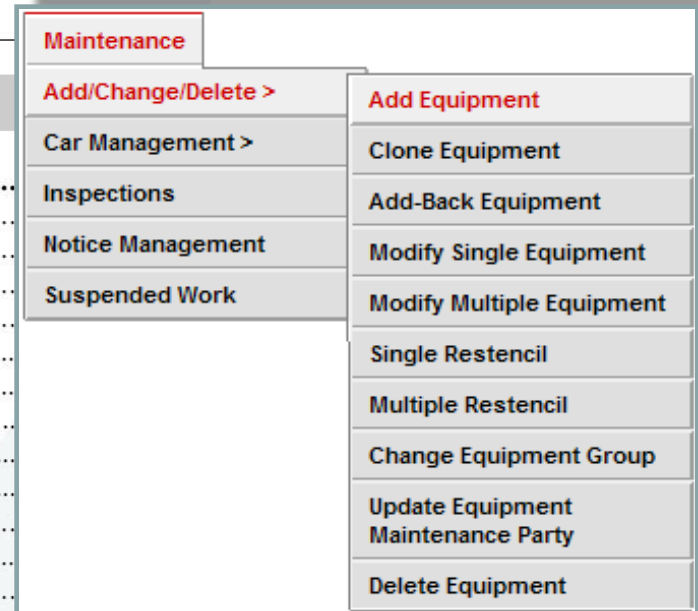 Maintenance
Add/Change/Delete >
Car Management >
Inspections
Notice Management
Suspended Work
Add Equipment
Clone Equipment
Add-Back Equipment
Modify Single Equipment
Modify Multiple Equipment
Single Restencil
Multiple Restencil
Change Equipment Group
Update Equipment
Maintenance Party
Delete Equipment